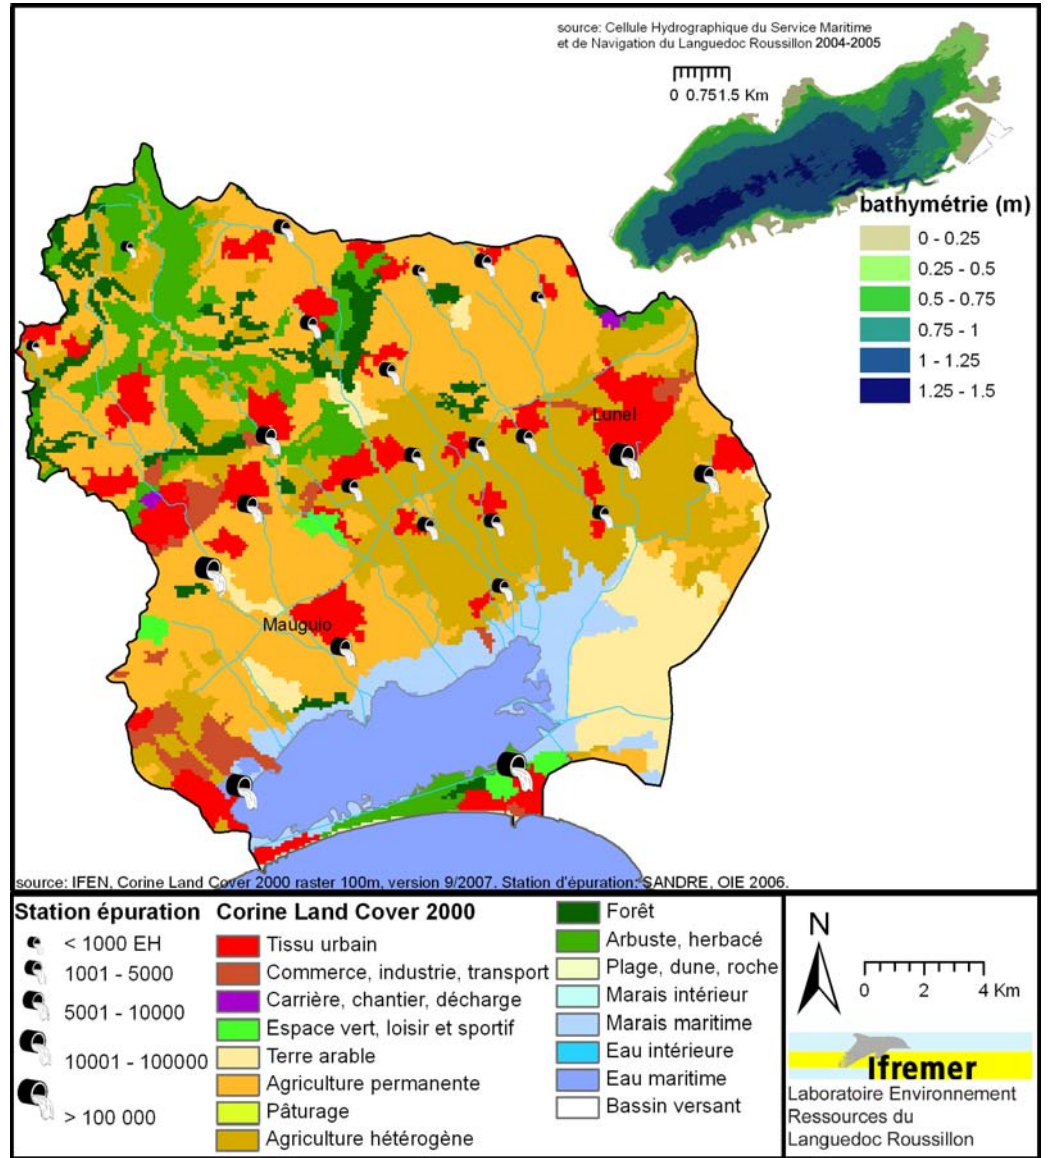 source: Cellule Hydrographique du Service Maritime
et de Navigation du Languedoc Roussillon 2004-2005
0 0.751.5 Km
bathymétrie (m)
0 - 0.25
0.25 - 0.5
0.5 - 0.75
0.75 - 1
1 - 1.25
1.25 - 1.5
Lunel
Mauguio
source: IFEN, Corine Land Cover 2000 raster 100m, version 9/2007. Station d'épuration: SANDRE, OIE 2006.
Station épuration
< 1000 EH
1001 - 5000
5001 - 10000
10001 - 100000
> 100 000
Corine Land Cover 2000
Tissu urbain
Commerce, industrie, transport
Carrière, chantier, décharge
Espace vert, loisir et sportif
Terre arable
Agriculture permanente
Pâturage
Agriculture hétérogène
Forêt
Arbuste, herbacé
Plage, dune, roche
Marais intérieur
Marais maritime
Eau intérieure
Eau maritime
Bassin versant
N
0 2 4 Km
Ifremer
Laboratoire Environnement
Ressources du
Languedoc Roussillon